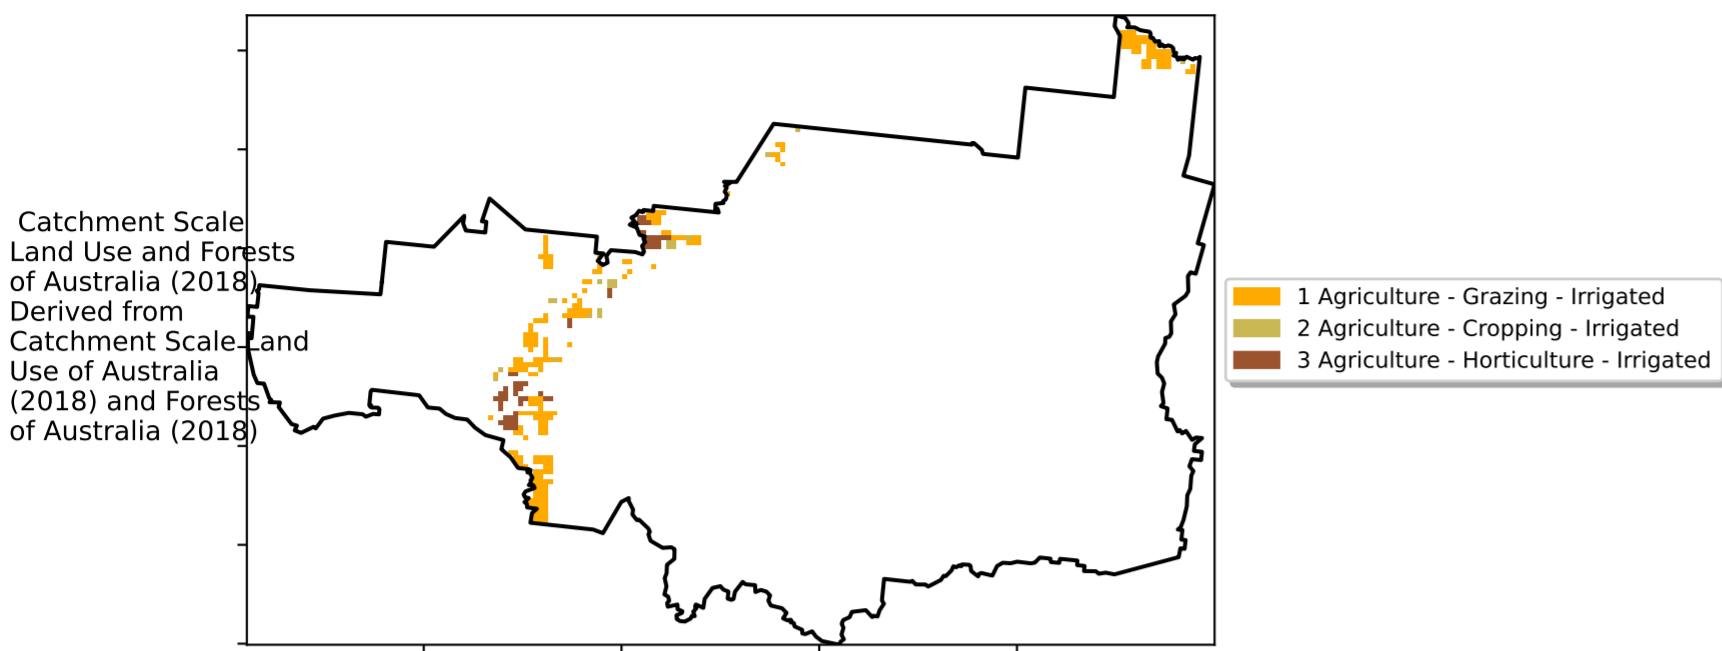 Catchment Scale
Land Use and Forests
of Australia (2018)
Derived from
Catchment Scale Land
Use of Australia
(2018) and Forests
of Australia (2018)
1 Agriculture - Grazing - Irrigated
2 Agriculture - Cropping - Irrigated
3 Agriculture - Horticulture - Irrigated